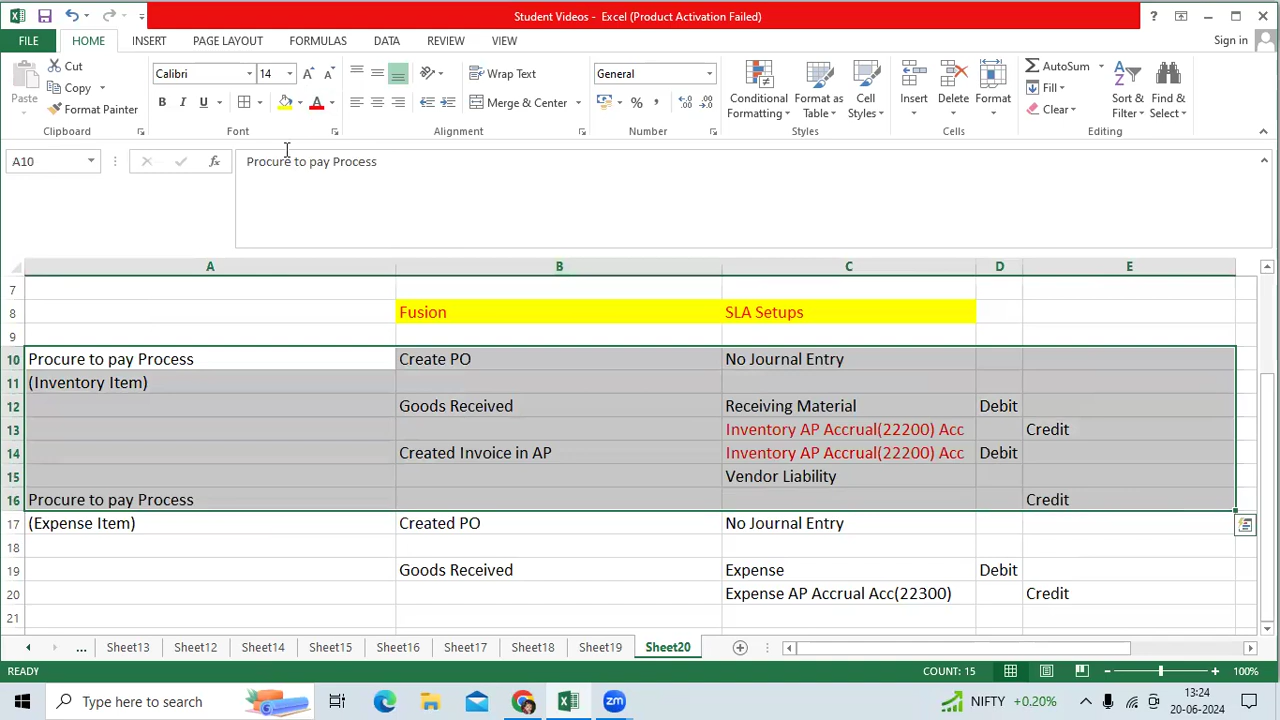 Student Videos - Excel (Product Activation Failed)
FILE HOME INSERT PAGE LAYOUT FORMULAS DATA REVIEW VIEW Sign in
Paste Cut Copy Format Painter Clipboard
Calibri 14 B I U A Font
Wrap Text Merge & Center Alignment
General % , Number
Conditional Formatting Format as Table Cell Styles Styles
Insert Delete Format Cells
AutoSum Fill Clear Sort & Filter Find & Select Editing
A10 fx Procure to pay Process
A B C D E
7
8 Fusion SLA Setups
9
10 Procure to pay Process Create PO No Journal Entry
11 (Inventory Item)
12 Goods Received Receiving Material Debit
13 Inventory AP Accrual(22200) Acc Credit
14 Created Invoice in AP Inventory AP Accrual(22200) Acc Debit
15 Vendor Liability
16 Procure to pay Process Credit
17 (Expense Item) Created PO No Journal Entry
18
19 Goods Received Expense Debit
20 Expense AP Accrual Acc(22300) Credit
21
... Sheet13 Sheet12 Sheet14 Sheet15 Sheet16 Sheet17 Sheet18 Sheet19 Sheet20
READY COUNT: 15 100%
Type here to search NIFTY +0.20% 13:24
20-06-2024